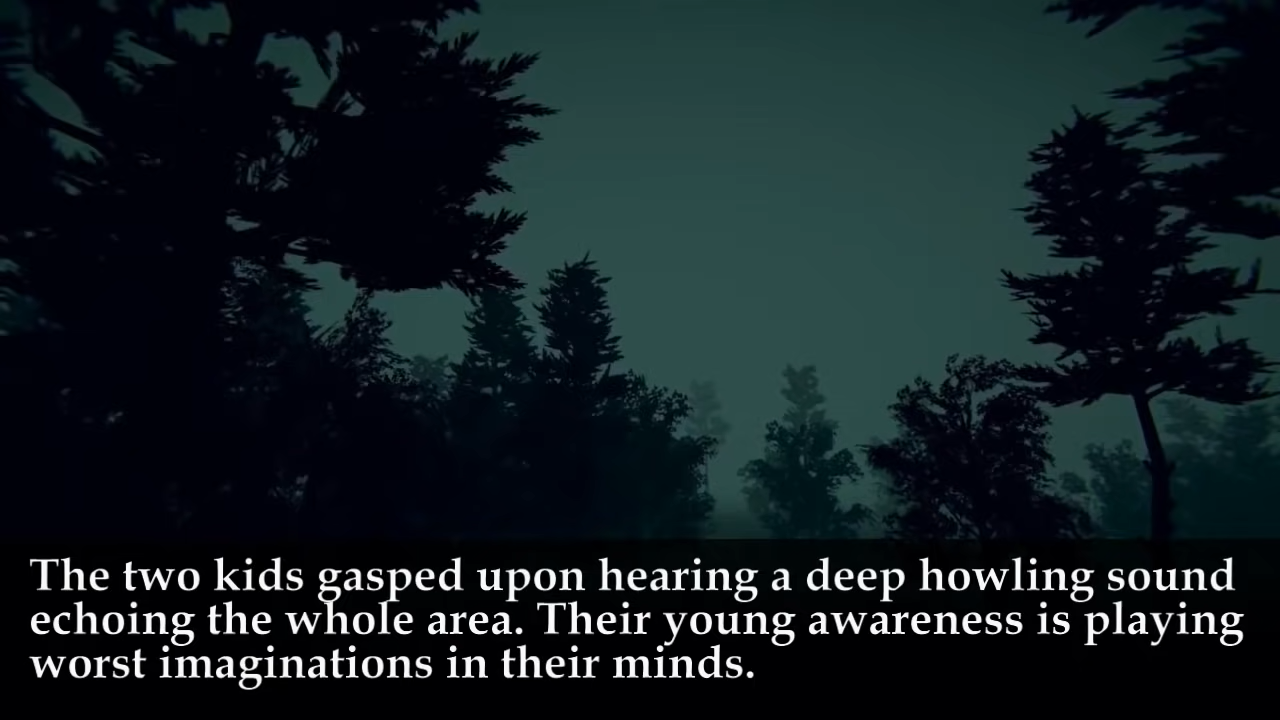 The two kids gasped upon hearing a deep howling sound
echoing the whole area. Their young awareness is playing
worst imaginations in their minds.